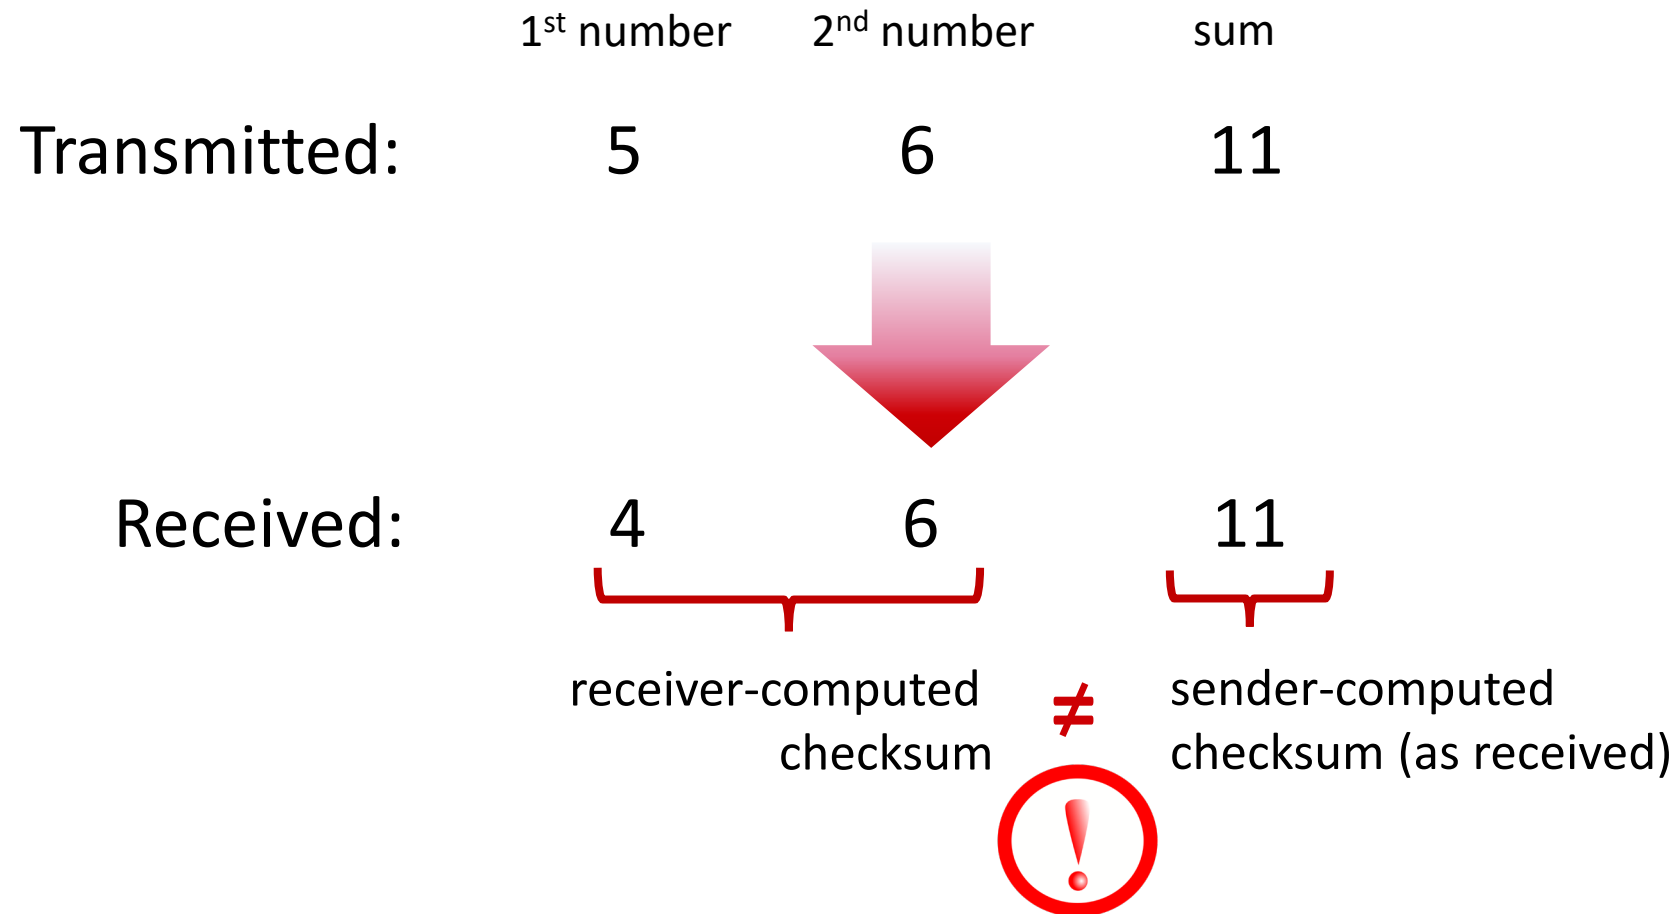 1st number 2nd number sum
Transmitted: 5 6 11
Received: 4 6 11
receiver-computed ≠ sender-computed
checksum checksum (as received)
!